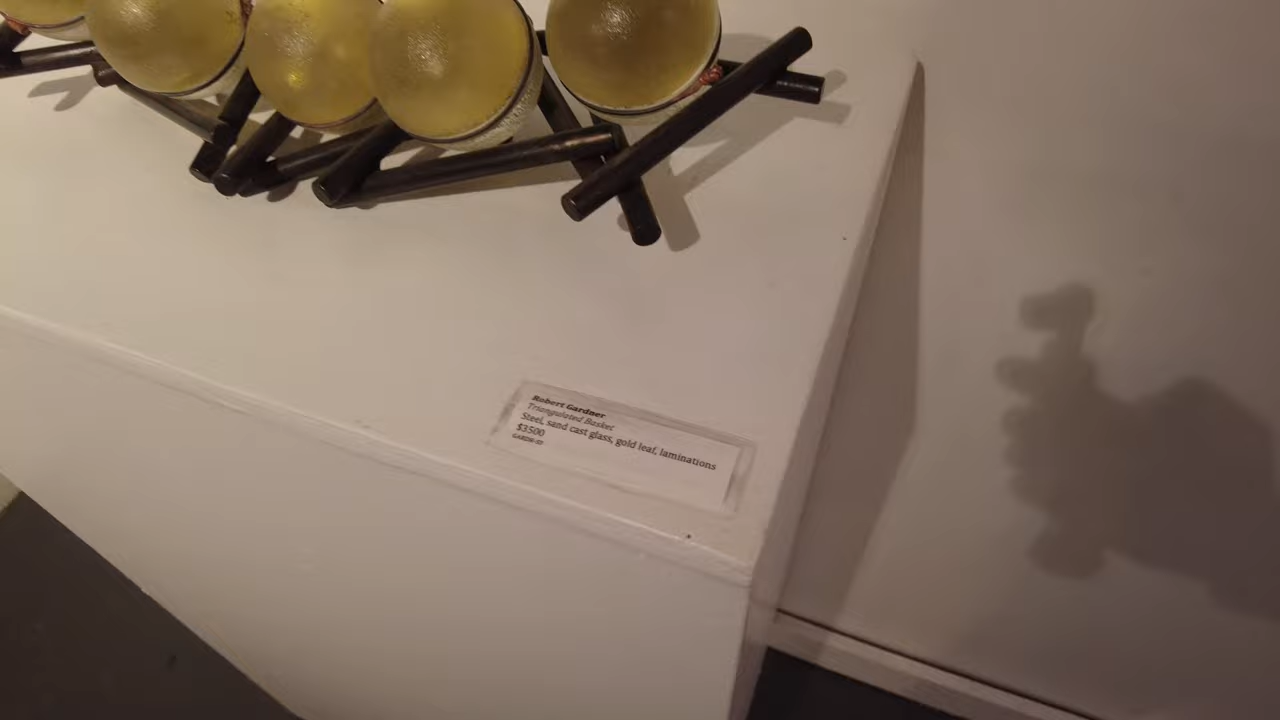 Robert Gardner
Triangulated Basket
Steel, sand cast glass, gold leaf, laminations
$3500